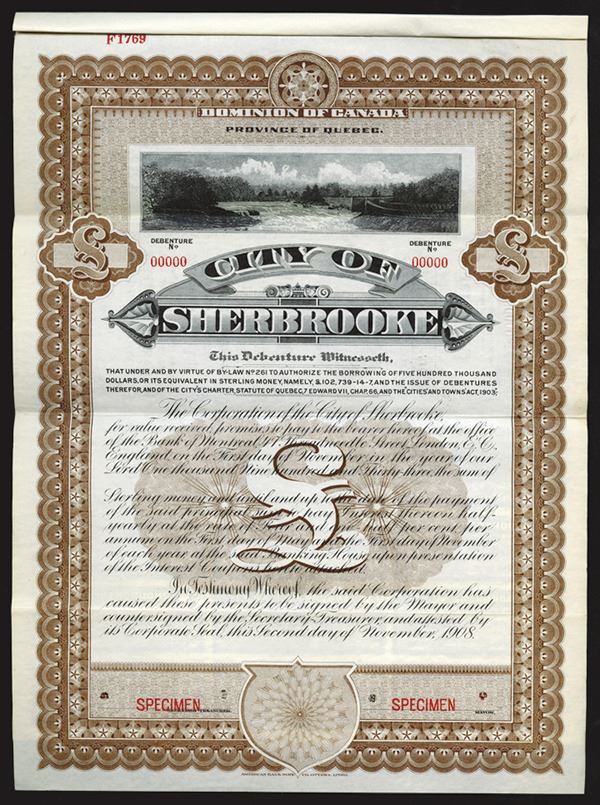 F1769
DOMINION OF CANADA
PROVINCE OF QUEBEC.
DEBENTURE No 00000
DEBENTURE No 00000
CITY OF
SHERBROOKE
This Debenture Witnesseth,
THAT UNDER AND BY VIRTUE OF BY-LAW No 261 TO AUTHORIZE THE BORROWING OF FIVE HUNDRED THOUSAND
DOLLARS, OR ITS EQUIVALENT IN STERLING MONEY, NAMELY, £102,739-14-7, AND THE ISSUE OF DEBENTURES
THEREFOR, AND OF THE CITY'S CHARTER, STATUTE OF QUEBEC, 7 EDWARD VII, CHAP. 66, AND THE CITIES AND TOWNS ACT, 1903,
The Corporation of the City of Sherbrooke,
for value received promises to pay to the bearer hereof at the office
of the Bank of Montreal, 47 Threadneedle Street, London, E.C.,
England, on the First day of November in the year of our
Lord One thousand Nine hundred and Thirty-three the sum of
£
Sterling money and until and up to the date of the payment
of the said principal sum to pay thereon half-
yearly at the per cent. per
annum on the First day of May and the First day of November
of each year at the said Banking House, upon presentation
of the Interest Coupons
In Testimony Whereof, the said Corporation has
caused these presents to be signed by the Mayor and
countersigned by the Secretary-Treasurer, and attested by
its Corporate Seal, this Second day of November, 1908.
SPECIMEN
SPECIMEN
TREASURER.
MAYOR.
AMERICAN BANK NOTE CO. OTTAWA.